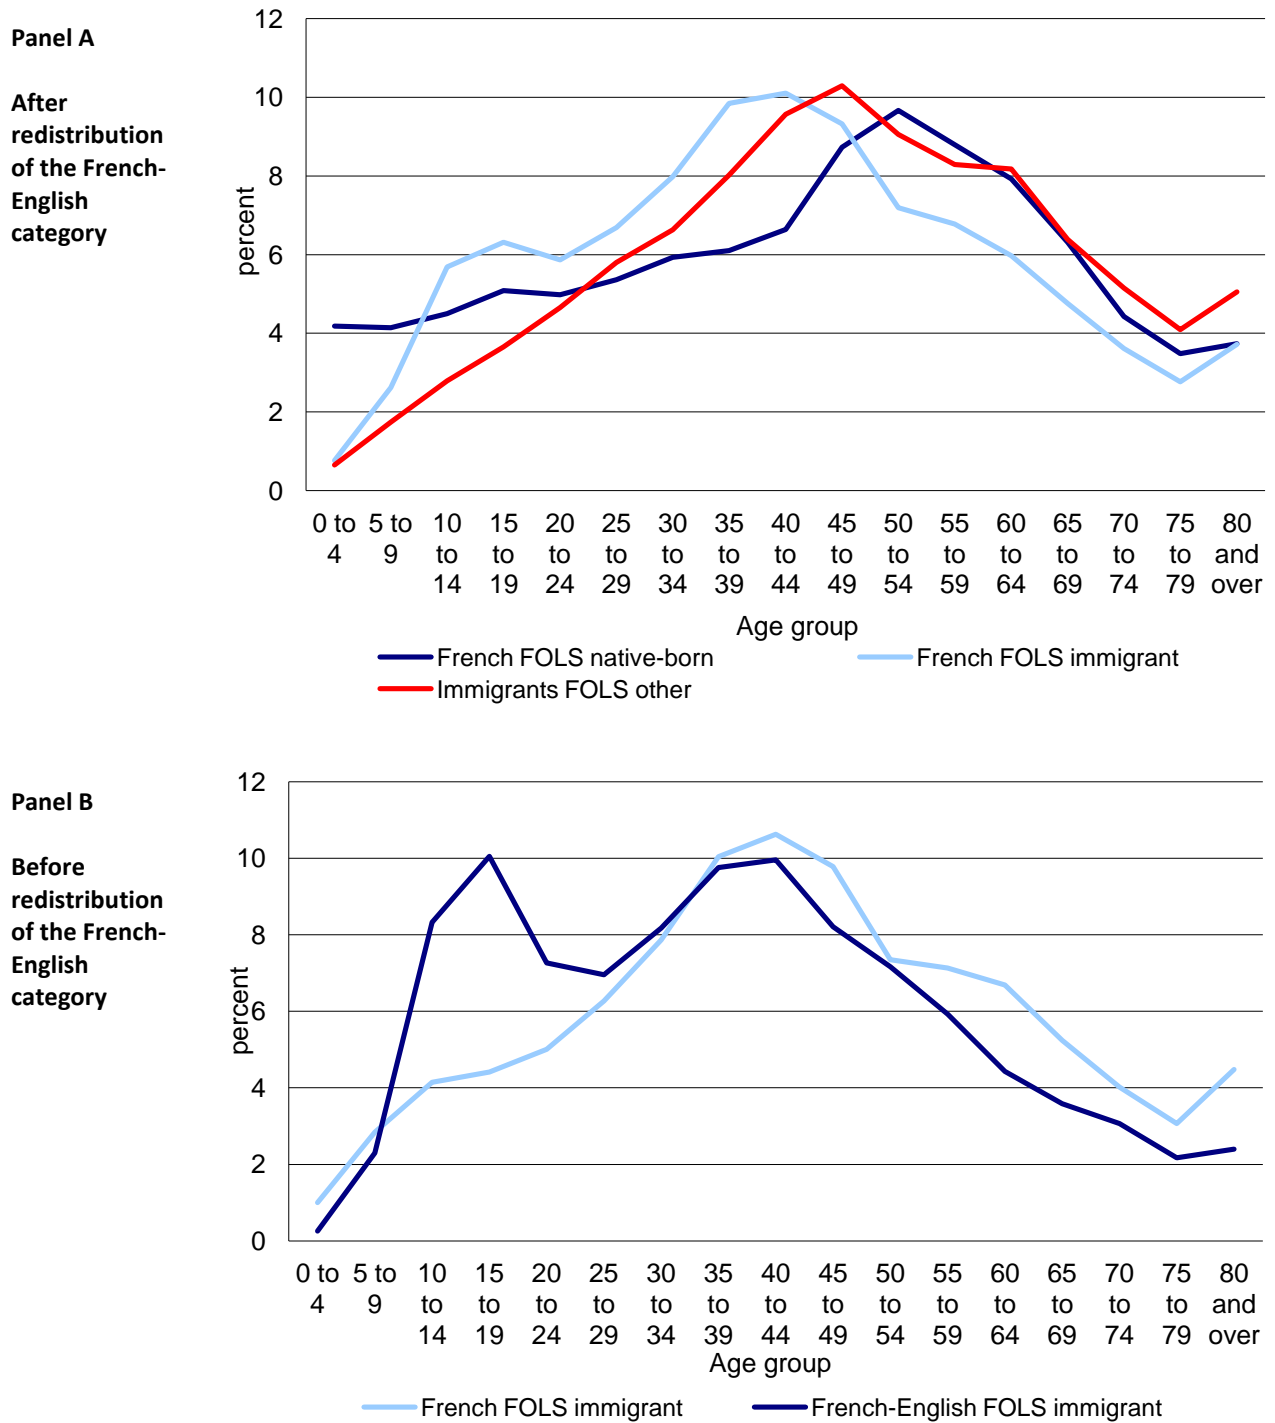 Panel A
After
redistribution
of the French-
English
category
percent
12
10
8
6
4
2
0
0 to 5 to 10 15 20 25 30 35 40 45 50 55 60 65 70 75 80
4 9 to to to to to to to to to to to to to to and
14 19 24 29 34 39 44 49 54 59 64 69 74 79 over
Age group
French FOLS native-born French FOLS immigrant
Immigrants FOLS other
Panel B
Before
redistribution
of the French-
English
category
percent
12
10
8
6
4
2
0
0 to 5 to 10 15 20 25 30 35 40 45 50 55 60 65 70 75 80
4 9 to to to to to to to to to to to to to to and
14 19 24 29 34 39 44 49 54 59 64 69 74 79 over
Age group
French FOLS immigrant French-English FOLS immigrant